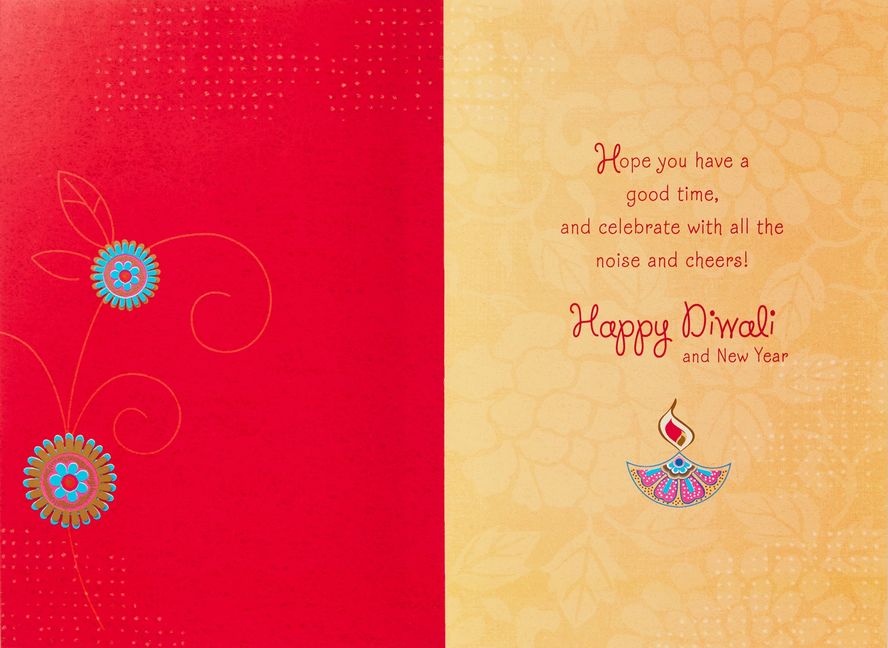 Hope you have a
good time,
and celebrate with all the
noise and cheers!
Happy Diwali
and New Year